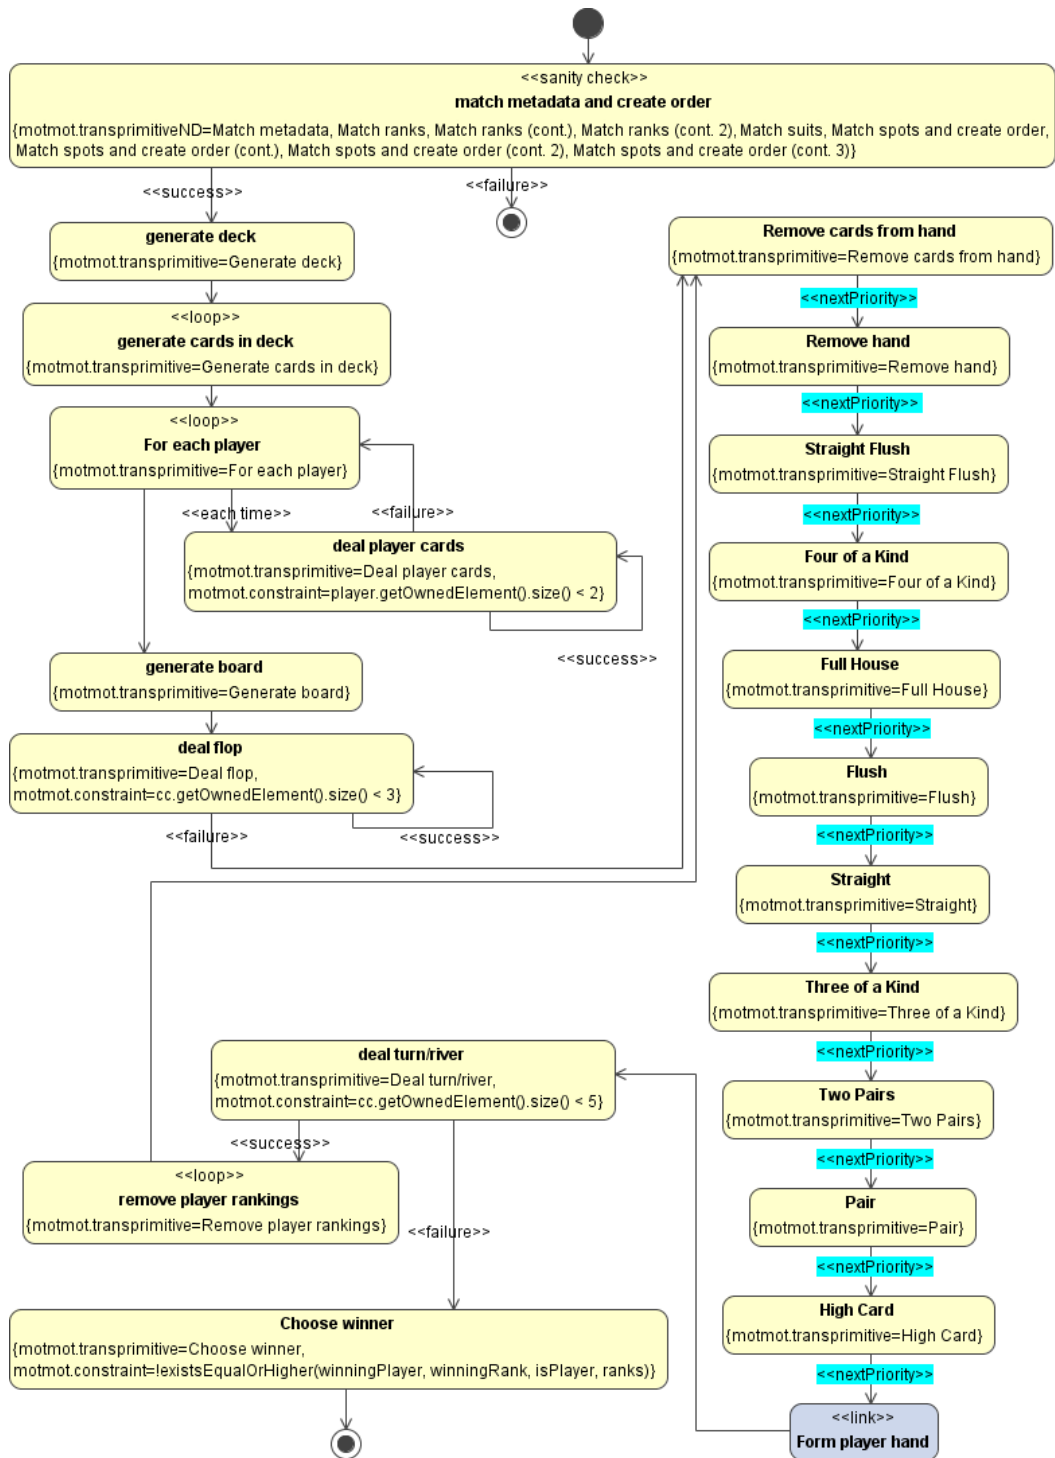 <<sanity check>>
match metadata and create order
{motmot.transprimitiveND=Match metadata, Match ranks, Match ranks (cont.), Match ranks (cont. 2), Match suits, Match spots and create order,
Match spots and create order (cont.), Match spots and create order (cont. 2), Match spots and create order (cont. 3)}
<<success>>
<<failure>>
generate deck
{motmot.transprimitive=Generate deck}
<<loop>>
generate cards in deck
{motmot.transprimitive=Generate cards in deck}
<<loop>>
For each player
{motmot.transprimitive=For each player}
<<each time>>
<<failure>>
deal player cards
{motmot.transprimitive=Deal player cards,
motmot.constraint=player.getOwnedElement().size() < 2}
<<success>>
generate board
{motmot.transprimitive=Generate board}
deal flop
{motmot.transprimitive=Deal flop,
motmot.constraint=cc.getOwnedElement().size() < 3}
<<failure>>
<<success>>
Remove cards from hand
{motmot.transprimitive=Remove cards from hand}
<<nextPriority>>
Remove hand
{motmot.transprimitive=Remove hand}
<<nextPriority>>
Straight Flush
{motmot.transprimitive=Straight Flush}
<<nextPriority>>
Four of a Kind
{motmot.transprimitive=Four of a Kind}
<<nextPriority>>
Full House
{motmot.transprimitive=Full House}
<<nextPriority>>
Flush
{motmot.transprimitive=Flush}
<<nextPriority>>
Straight
{motmot.transprimitive=Straight}
<<nextPriority>>
Three of a Kind
{motmot.transprimitive=Three of a Kind}
<<nextPriority>>
Two Pairs
{motmot.transprimitive=Two Pairs}
<<nextPriority>>
Pair
{motmot.transprimitive=Pair}
<<nextPriority>>
High Card
{motmot.transprimitive=High Card}
<<nextPriority>>
<<link>>
Form player hand
deal turn/river
{motmot.transprimitive=Deal turn/river,
motmot.constraint=cc.getOwnedElement().size() < 5}
<<success>>
<<loop>>
remove player rankings
{motmot.transprimitive=Remove player rankings}
<<failure>>
Choose winner
{motmot.transprimitive=Choose winner,
motmot.constraint=!existsEqualOrHigher(winningPlayer, winningRank, isPlayer, ranks)}